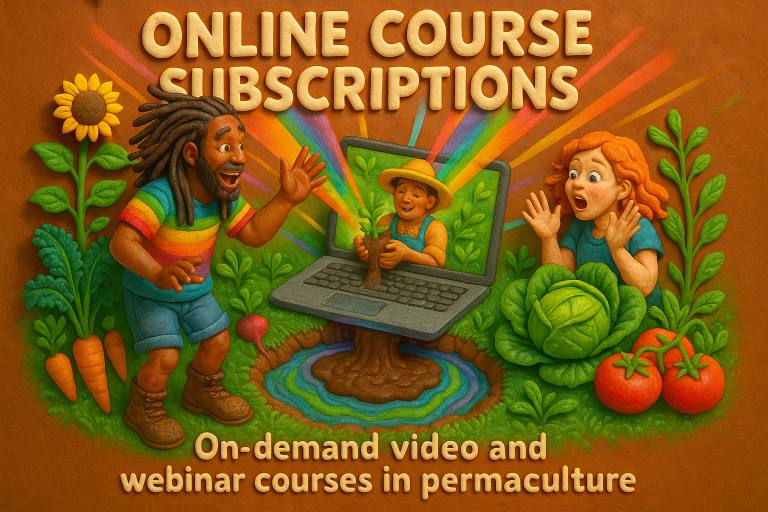 ONLINE COURSE
SUBSCRIPTIONS
On-demand video and
webinar courses in permaculture